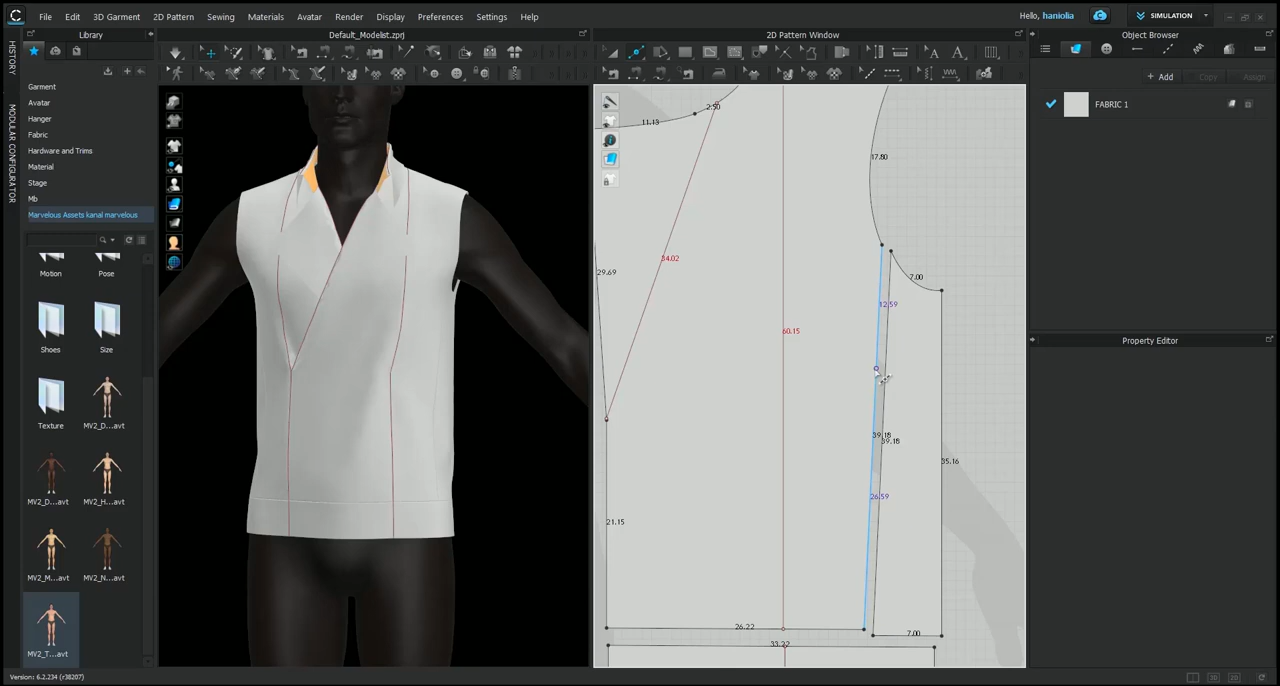 File Edit 3D Garment 2D Pattern Sewing Materials Avatar Render Display Preferences Settings Help
Hello, haniolia
SIMULATION
Library
Default_Modelist.zprj
2D Pattern Window
Object Browser
HISTORY
MODULAR CONFIGURATOR
+ Add Copy Assign
Garment
Avatar
Hanger
Fabric
Hardware and Trims
Material
Stage
Mb
Marvelous Assets kanal marvelous
FABRIC 1
Motion Pose
Shoes Size
Texture MV2_D...avt
MV2_D...avt MV2_H...avt
MV2_M...avt MV2_N...avt
MV2_T...avt
2.50
11.13
17.80
34.02
29.69
7.00
12.59
60.15
39.18
39.18
35.16
26.59
21.15
26.22
7.00
33.22
Property Editor
Version: 6.2.234 (r38207)
3D 2D